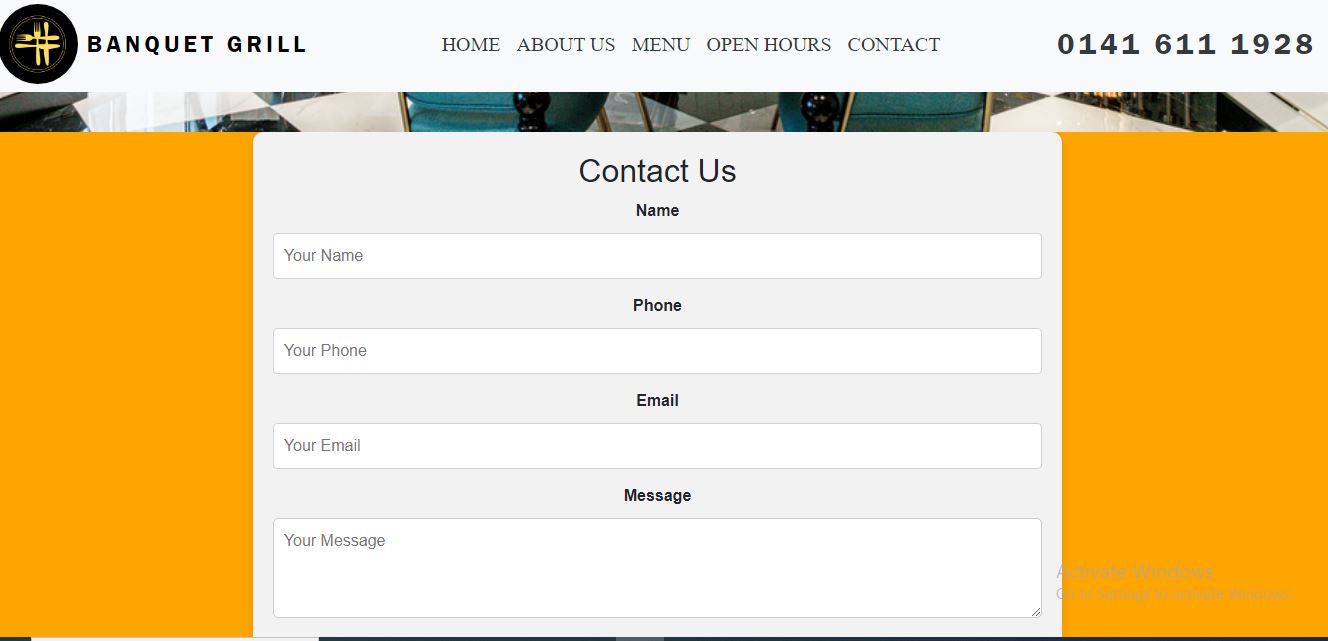 BANQUET GRILL
HOME ABOUT US MENU OPEN HOURS CONTACT
0141 611 1928
Contact Us
Name
Your Name
Phone
Your Phone
Email
Your Email
Message
Your Message
Activate Windows
Go to Settings to activate Windows.